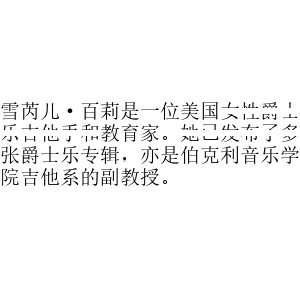 雪芮儿·百莉是一位美国女性爵士
乐吉他手和教育家。她已发布了多
张爵士乐专辑，亦是伯克利音乐学
院吉他系的副教授。